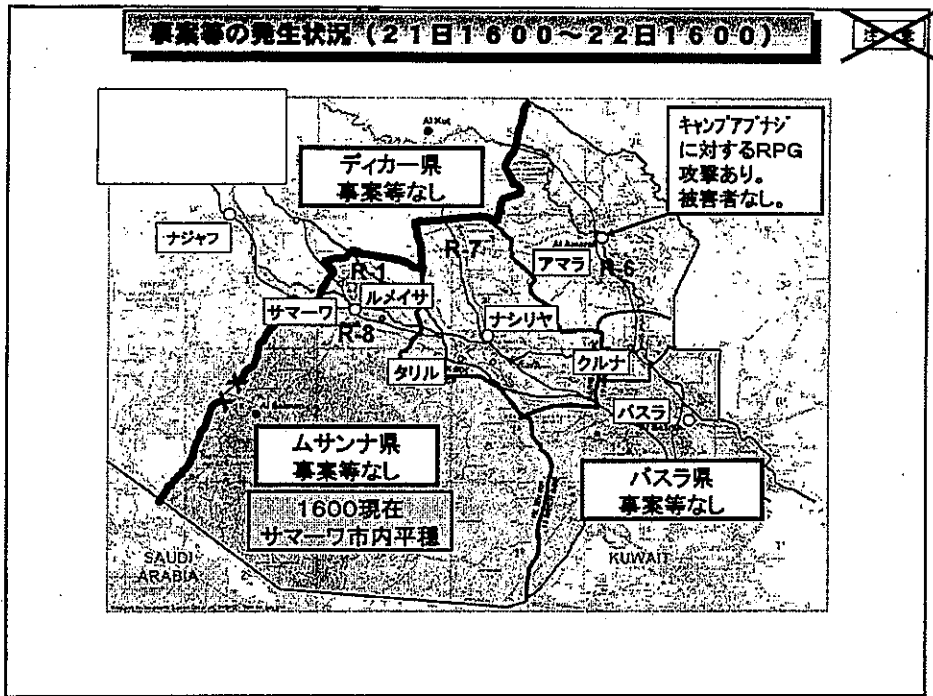 事案等の発生状況（21日1600～22日1600）
注意
Al Kut
ディカー県
事案等なし
キャンプアブナジ
に対するRPG
攻撃あり。
被害者なし。
ナジャフ
R-7
Al Amara
アマラ
R-6
R-1
ルメイサ
サマーワ
R-8
ナシリヤ
タリル
クルナ
バスラ
ムサンナ県
事案等なし
バスラ県
事案等なし
1600現在
サマーワ市内平穏
SAUDI
ARABIA
KUWAIT